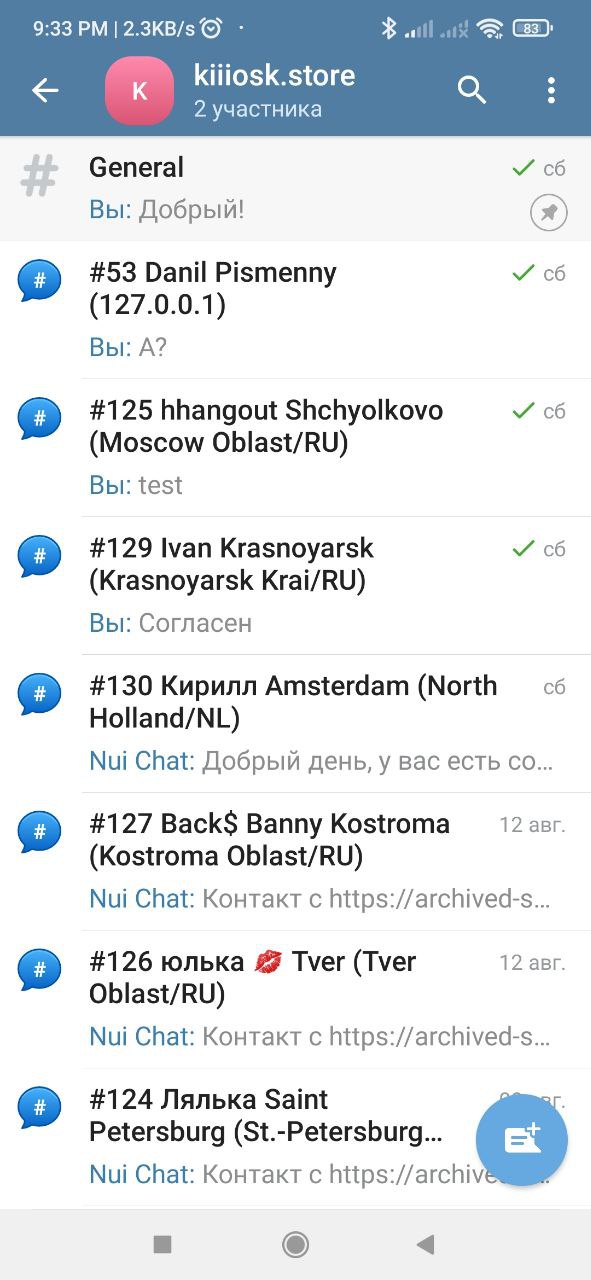 9:33 PM | 2.3KB/s
83
K
kiiiosk.store
2 участника
General
сб
Вы: Добрый!
#53 Danil Pismenny
(127.0.0.1)
сб
Вы: А?
#125 hhangout Shchyolkovo
(Moscow Oblast/RU)
сб
Вы: test
#129 Ivan Krasnoyarsk
(Krasnoyarsk Krai/RU)
сб
Вы: Согласен
#130 Кирилл Amsterdam (North
Holland/NL)
сб
Nui Chat: Добрый день, у вас есть со...
#127 Back$ Banny Kostroma
(Kostroma Oblast/RU)
12 авг.
Nui Chat: Контакт с https://archived-s...
#126 юлька 💋 Tver (Tver
Oblast/RU)
12 авг.
Nui Chat: Контакт с https://archived-s...
#124 Лялька Saint
Petersburg (St.-Petersburg...
Nui Chat: Контакт с https://archive